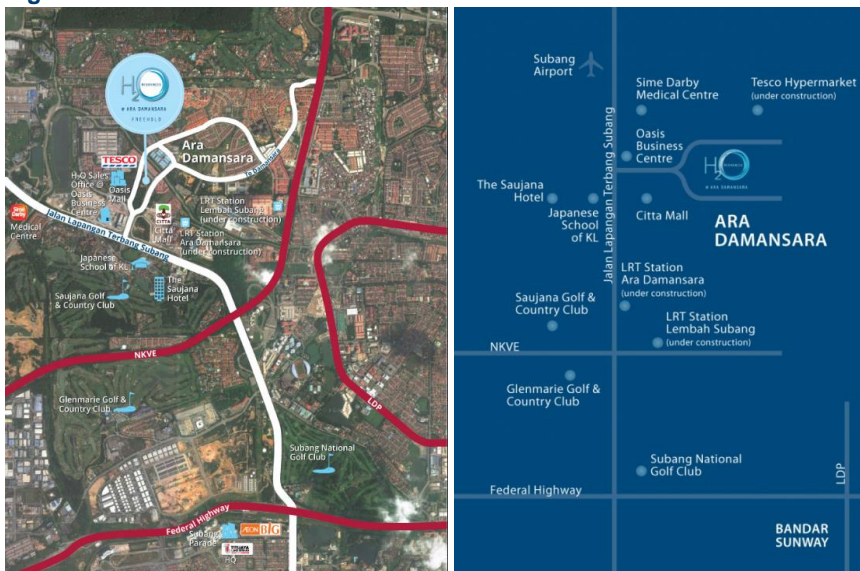 H2O
RESIDENCES
@ ARA DAMANSARA
FREEHOLD
Ara
Damansara
To Damansara
TESCO
H2O Sales
Office @
Oasis
Business
Centre
Oasis
Mall
LRT Station
Lembah Subang
(under construction)
Sime
Darby
Medical
Centre
CITTA
Citta
Mall
LRT Station
Ara Damansara
(under construction)
Jalan Lapangan Terbang Subang
Japanese
School of KL
The
Saujana
Hotel
Saujana Golf
& Country Club
NKVE
Glenmarie Golf &
Country Club
LDP
Subang National
Golf Club
Federal Highway
Subang
Parade
AEON BiG
HQ
Subang
Airport
Sime Darby
Medical Centre
Tesco Hypermarket
(under construction)
Oasis
Business
Centre
H2O
RESIDENCES
@ ARA DAMANSARA
Jalan Lapangan Terbang Subang
The Saujana
Hotel
Japanese
School
of KL
Citta Mall
ARA
DAMANSARA
LRT Station
Ara Damansara
(under construction)
Saujana Golf &
Country Club
LRT Station
Lembah Subang
(under construction)
NKVE
Glenmarie Golf &
Country Club
Subang National
Golf Club
LDP
Federal Highway
BANDAR
SUNWAY